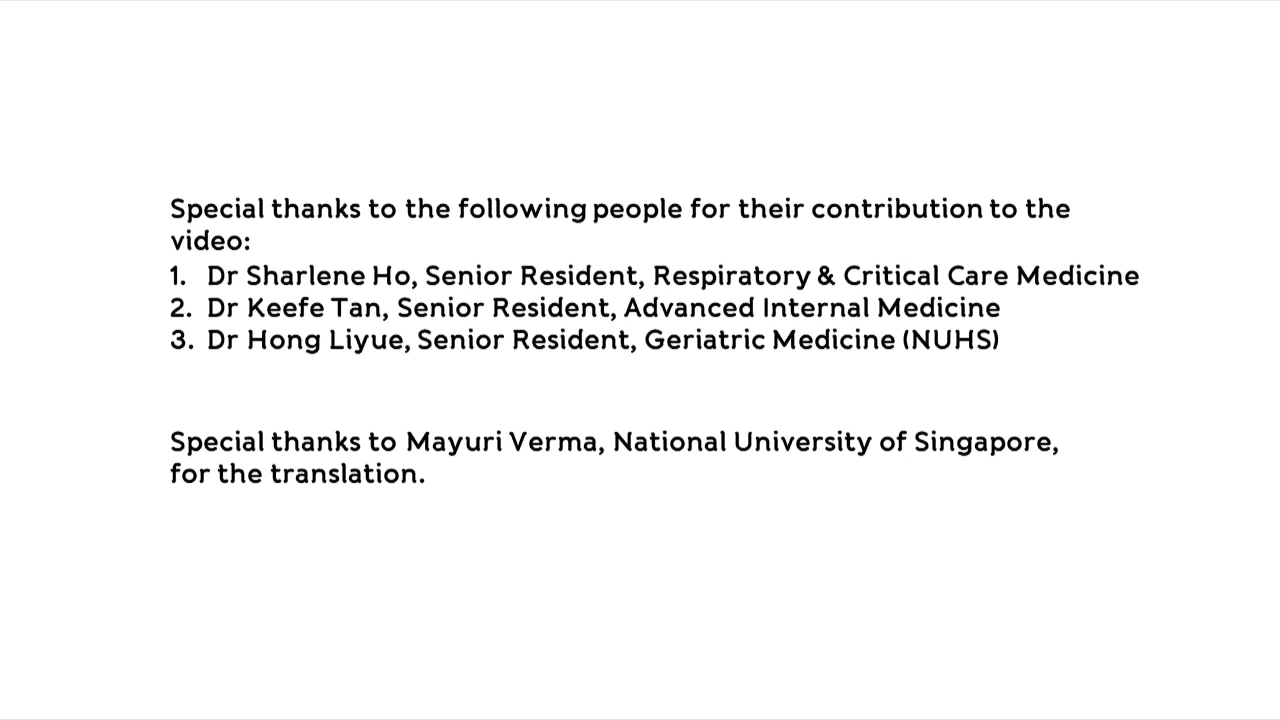 Special thanks to the following people for their contribution to the
video:
1. Dr Sharlene Ho, Senior Resident, Respiratory & Critical Care Medicine
2. Dr Keefe Tan, Senior Resident, Advanced Internal Medicine
3. Dr Hong Liyue, Senior Resident, Geriatric Medicine (NUHS)
Special thanks to Mayuri Verma, National University of Singapore,
for the translation.